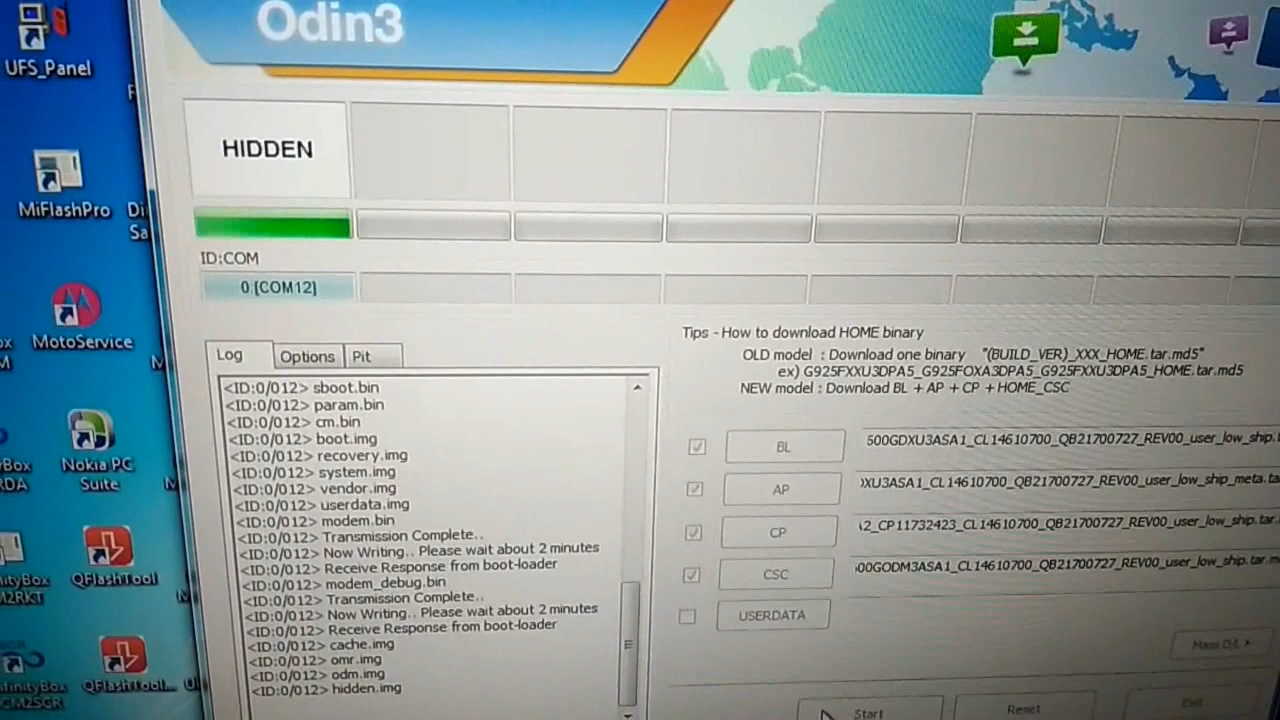 Odin3
UFS_Panel
HIDDEN
MiFlashPro
ID:COM
0:[COM12]
MotoService
Tips - How to download HOME binary
OLD model : Download one binary "(BUILD_VER)_XXX_HOME.tar.md5"
ex) G925FXXU3DPA5_G925FOXA3DPA5_G925FXXU3DPA5_HOME.tar.md5
NEW model : Download BL + AP + CP + HOME_CSC
Log
Options
Pit
<ID:0/012> sboot.bin
<ID:0/012> param.bin
<ID:0/012> cm.bin
<ID:0/012> boot.img
<ID:0/012> recovery.img
<ID:0/012> system.img
<ID:0/012> vendor.img
<ID:0/012> userdata.img
<ID:0/012> modem.bin
<ID:0/012> Transmission Complete..
<ID:0/012> Now Writing.. Please wait about 2 minutes
<ID:0/012> Receive Response from boot-loader
<ID:0/012> modem_debug.bin
<ID:0/012> Transmission Complete..
<ID:0/012> Now Writing.. Please wait about 2 minutes
<ID:0/012> Receive Response from boot-loader
<ID:0/012> cache.img
<ID:0/012> omr.img
<ID:0/012> odm.img
<ID:0/012> hidden.img
BL
500GDXU3ASA1_CL14610700_QB21700727_REV00_user_low_ship.t
AP
XU3ASA1_CL14610700_QB21700727_REV00_user_low_ship_meta.ta
CP
2_CP11732423_CL14610700_QB21700727_REV00_user_low_ship.tar
CSC
00GODM3ASA1_CL14610700_QB21700727_REV00_user_low_ship.tar.m
USERDATA
Mass D/L
Start
Reset
Exit
Nokia PC
Suite
QFlashTool
QFlashTool...